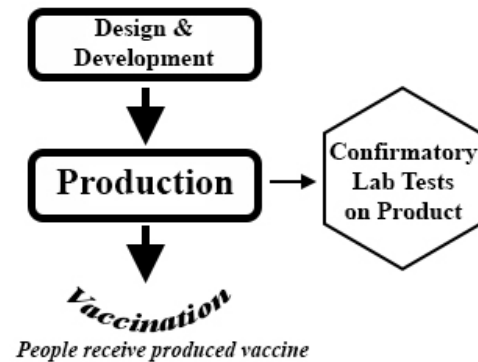 Design &
Development
Production
Confirmatory
Lab Tests
on Product
Vaccination
People receive produced vaccine